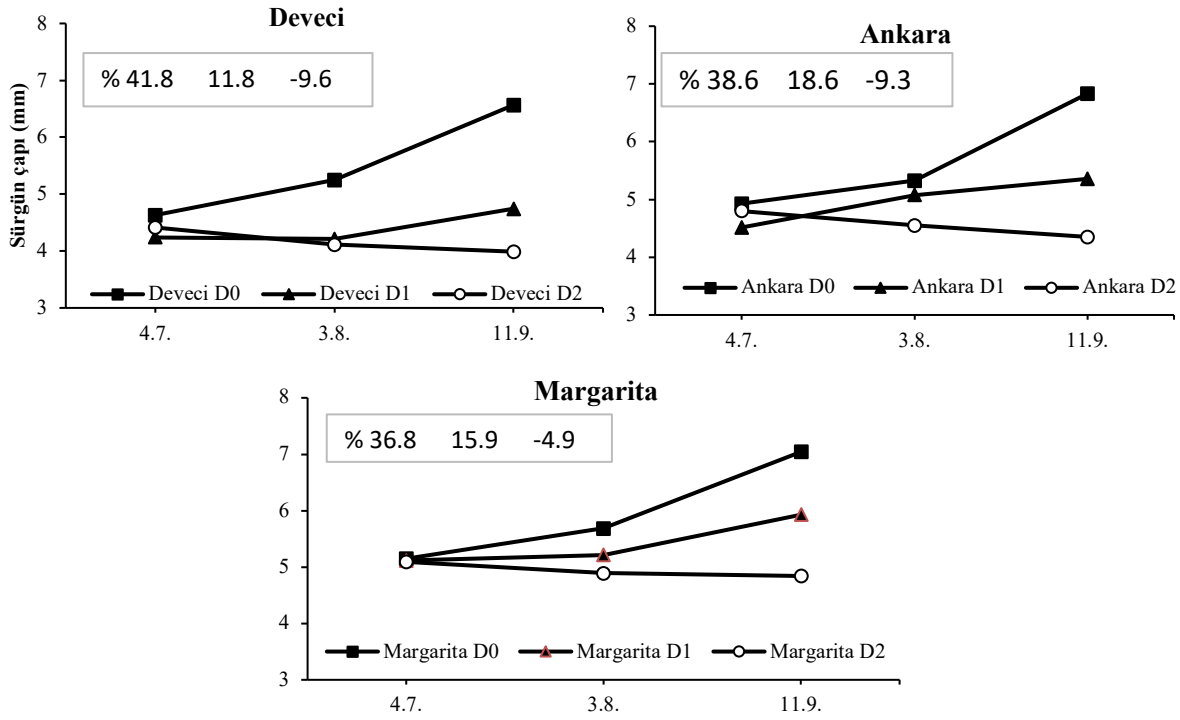 Deveci
% 41.8 11.8 -9.6
Sürgün çapı (mm)
8
7
6
5
4
3
Deveci D0 Deveci D1 Deveci D2
4.7. 3.8. 11.9.
Ankara
% 38.6 18.6 -9.3
8
7
6
5
4
3
Ankara D0 Ankara D1 Ankara D2
4.7. 3.8. 11.9.
Margarita
% 36.8 15.9 -4.9
8
7
6
5
4
3
Margarita D0 Margarita D1 Margarita D2
4.7. 3.8. 11.9.